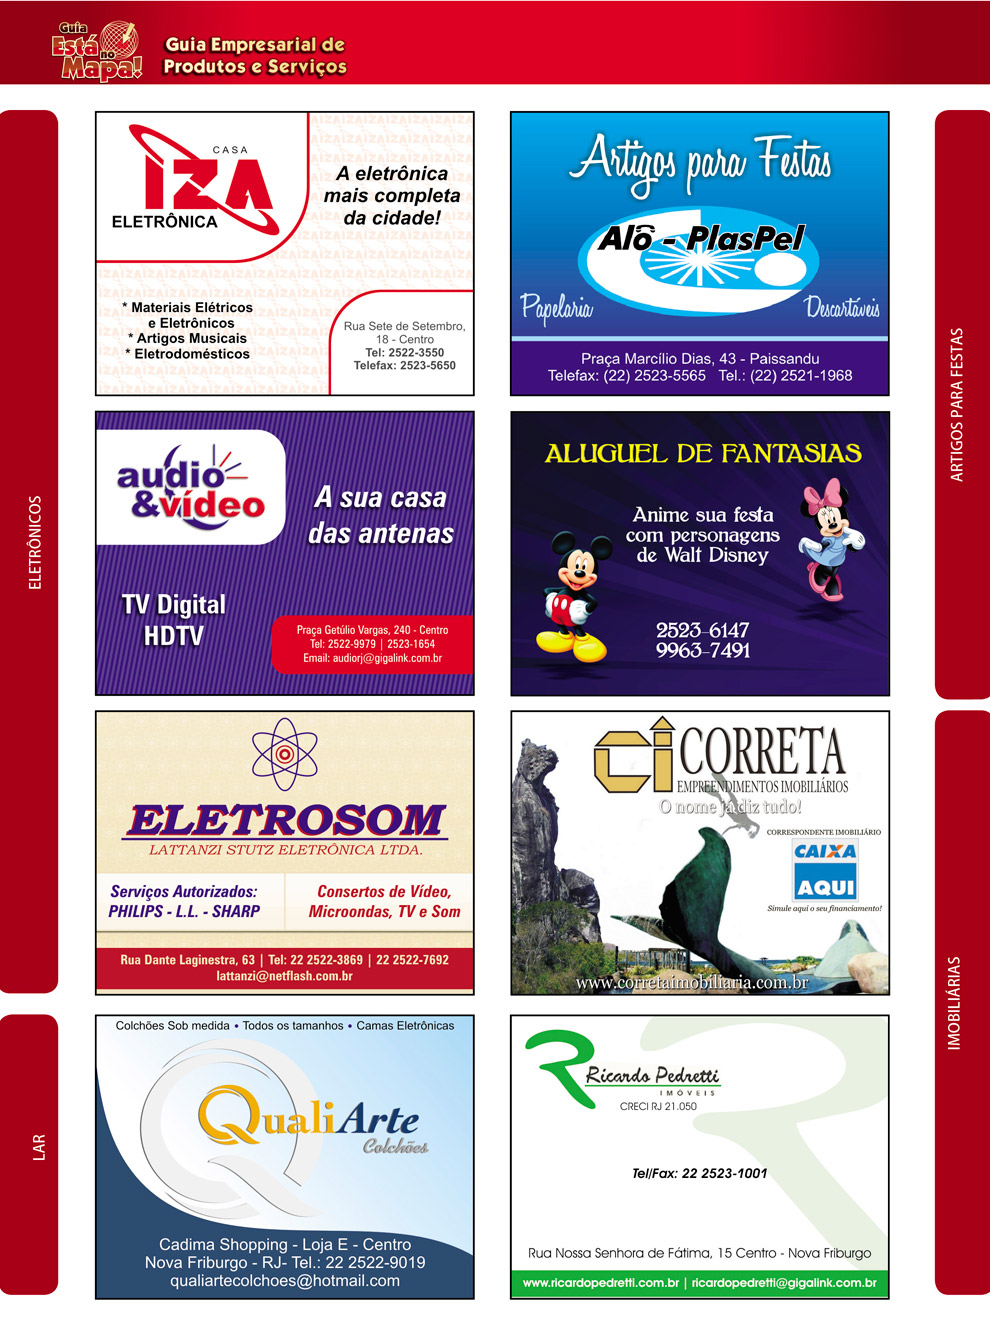 Guia
Está
no
Mapa!
Guia Empresarial de
Produtos e Serviços
ELETRÔNICOS
LAR
CASA
IZA
ELETRÔNICA
A eletrônica
mais completa
da cidade!
* Materiais Elétricos
e Eletrônicos
* Artigos Musicais
* Eletrodomésticos
Rua Sete de Setembro,
18 - Centro
Tel: 2522-3550
Telefax: 2523-5650
audio
&vídeo
A sua casa
das antenas
TV Digital
HDTV
Praça Getúlio Vargas, 240 - Centro
Tel: 2522-9979 | 2523-1654
Email: audiorj@gigalink.com.br
ELETROSOM
LATTANZI STUTZ ELETRÔNICA LTDA.
Serviços Autorizados:
PHILIPS - L.L. - SHARP
Consertos de Vídeo,
Microondas, TV e Som
Rua Dante Laginestra, 63 | Tel: 22 2522-3869 | 22 2522-7692
lattanzi@netflash.com.br
Colchões Sob medida • Todos os tamanhos • Camas Eletrônicas
QualiArte
Colchões
Cadima Shopping - Loja E - Centro
Nova Friburgo - RJ- Tel.: 22 2522-9019
qualiartecolchoes@hotmail.com
Artigos para Festas
Alô - PlasPel
Papelaria
Descartáveis
Praça Marcílio Dias, 43 - Paissandu
Telefax: (22) 2523-5565 Tel.: (22) 2521-1968
ALUGUEL DE FANTASIAS
Anime sua festa
com personagens
de Walt Disney
2523-6147
9963-7491
CI CORRETA
EMPREENDIMENTOS IMOBILIÁRIOS
O nome já diz tudo!
CORRESPONDENTE IMOBILIÁRIO
CAIXA
AQUI
Simule aqui o seu financiamento!
www.corretaimobiliaria.com.br
Ricardo Pedretti
IMÓVEIS
CRECI RJ 21.050
Tel/Fax: 22 2523-1001
Rua Nossa Senhora de Fátima, 15 Centro - Nova Friburgo
www.ricardopedretti.com.br | ricardopedretti@gigalink.com.br
ARTIGOS PARA FESTAS
IMOBILIÁRIAS